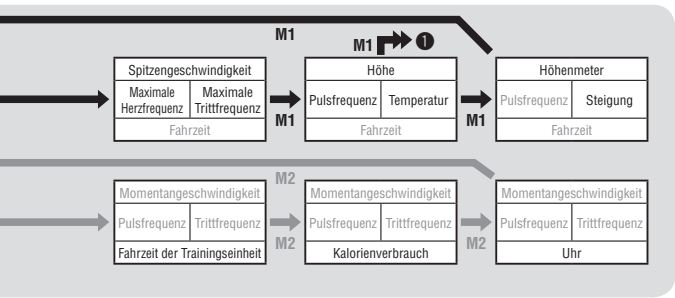 M1
M1 ❶
Spitzengeschwindigkeit
Maximale Herzfrequenz
Maximale Trittfrequenz
Fahrzeit
M1
Höhe
Pulsfrequenz
Temperatur
Fahrzeit
M1
Höhenmeter
Pulsfrequenz
Steigung
Fahrzeit
M2
Momentangeschwindigkeit
Pulsfrequenz
Trittfrequenz
Fahrzeit der Trainingseinheit
M2
Momentangeschwindigkeit
Pulsfrequenz
Trittfrequenz
Kalorienverbrauch
M2
Momentangeschwindigkeit
Pulsfrequenz
Trittfrequenz
Uhr